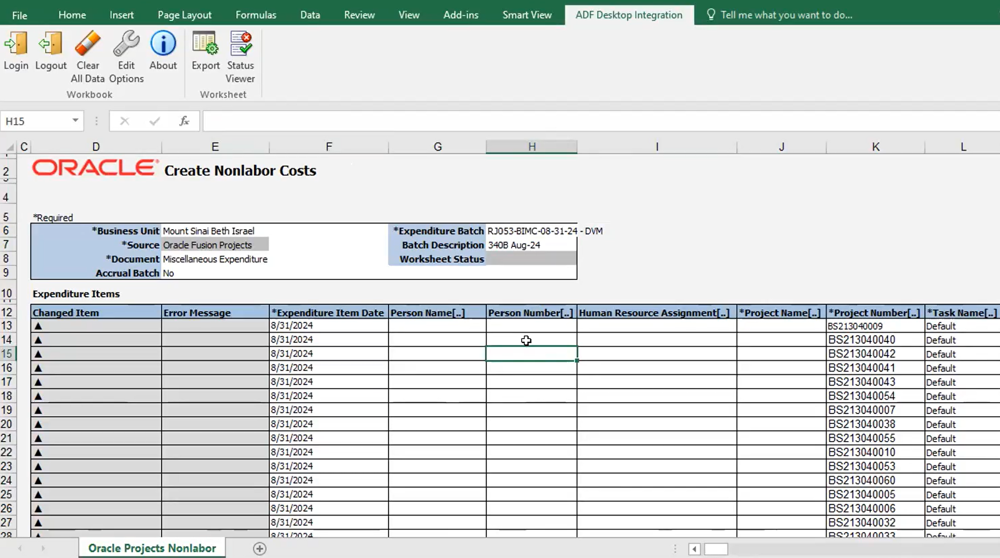 File Home Insert Page Layout Formulas Data Review View Add-ins Smart View ADF Desktop Integration Tell me what you want to do...
Login Logout Clear All Data Edit Options About Export Status Viewer
Workbook Worksheet
H15 fx
C D E F G H I J K L
2 ORACLE Create Nonlabor Costs
4
5 *Required
6 *Business Unit Mount Sinai Beth Israel *Expenditure Batch RJ053-BIMC-08-31-24 - DVM
7 *Source Oracle Fusion Projects Batch Description 340B Aug-24
8 *Document Miscellaneous Expenditure Worksheet Status
9 Accrual Batch No
10 Expenditure Items
12 Changed Item Error Message *Expenditure Item Date Person Name[..] Person Number[..] Human Resource Assignment[..] *Project Name[..] *Project Number[..] *Task Name[..]
13 ▲ 8/31/2024 BS213040009 Default
14 ▲ 8/31/2024 BS213040040 Default
15 ▲ 8/31/2024 BS213040042 Default
16 ▲ 8/31/2024 BS213040041 Default
17 ▲ 8/31/2024 BS213040043 Default
18 ▲ 8/31/2024 BS213040054 Default
19 ▲ 8/31/2024 BS213040007 Default
20 ▲ 8/31/2024 BS213040038 Default
21 ▲ 8/31/2024 BS213040055 Default
22 ▲ 8/31/2024 BS213040010 Default
23 ▲ 8/31/2024 BS213040053 Default
24 ▲ 8/31/2024 BS213040060 Default
25 ▲ 8/31/2024 BS213040005 Default
26 ▲ 8/31/2024 BS213040006 Default
27 ▲ 8/31/2024 BS213040032 Default
28 ▲ 8/31/2024 BS213040033 Default
Oracle Projects Nonlabor